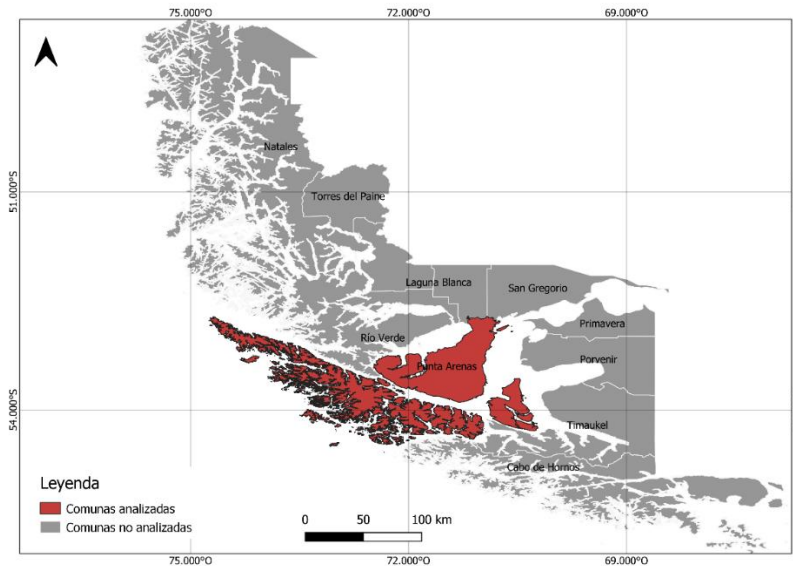 75.000°O 72.000°O 69.000°O
51.000°S
54.000°S
Natales
Torres del Paine
Laguna Blanca
San Gregorio
Primavera
Río Verde
Porvenir
Punta Arenas
Timaukel
Cabo de Hornos
Leyenda
Comunas analizadas
Comunas no analizadas
0 50 100 km
75.000°O 72.000°O 69.000°O